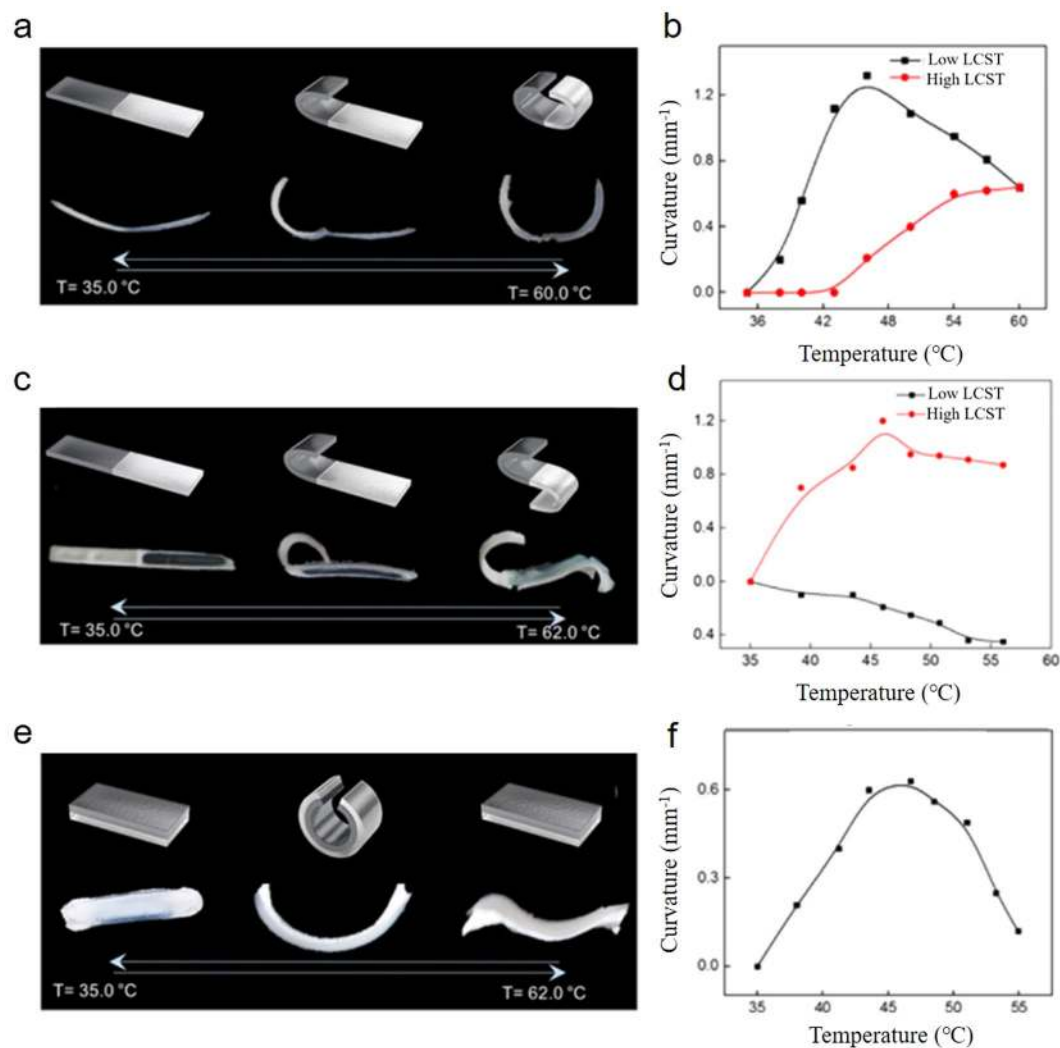 a
T= 35.0 °C
T= 60.0 °C
b
Curvature (mm⁻¹)
1.2
0.8
0.4
0.0
Low LCST
High LCST
36
42
48
54
60
Temperature (°C)
c
T= 35.0 °C
T= 62.0 °C
d
Curvature (mm⁻¹)
1.2
0.8
0.4
0.0
0.4
Low LCST
High LCST
35
40
45
50
55
60
Temperature (°C)
e
T= 35.0 °C
T= 62.0 °C
f
Curvature (mm⁻¹)
0.6
0.3
0.0
35
40
45
50
55
Temperature (°C)